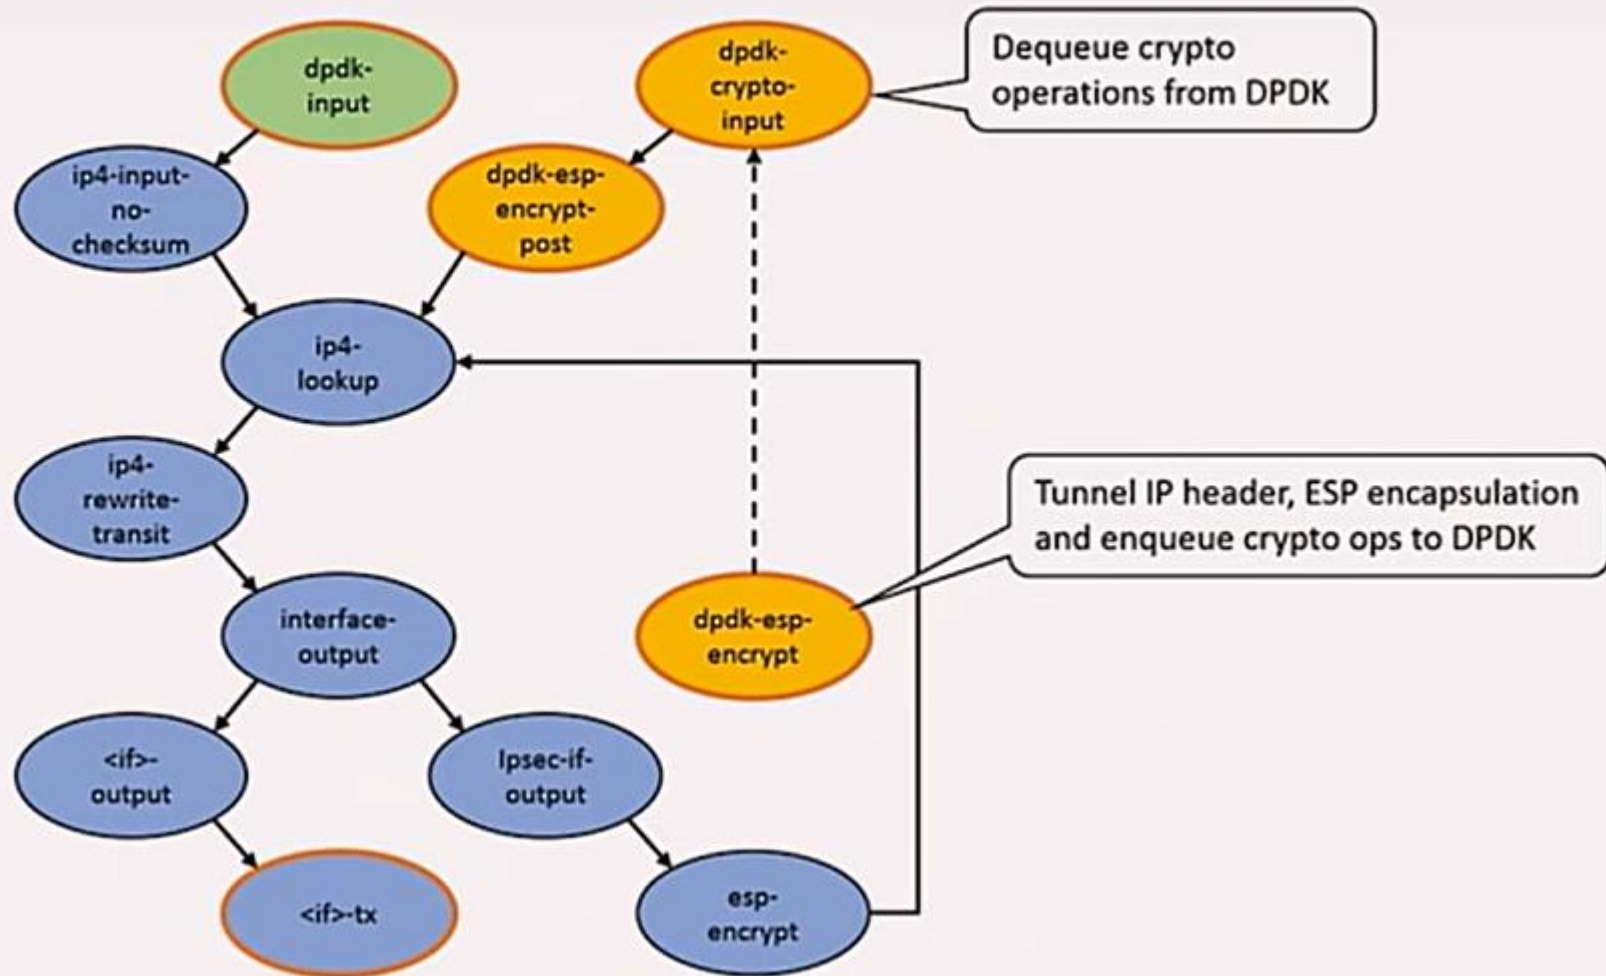 dpdk-
input
dpdk-
crypto-
input
Dequeue crypto
operations from DPDK
ip4-input-
no-
checksum
dpdk-esp-
encrypt-
post
ip4-
lookup
ip4-
rewrite-
transit
Tunnel IP header, ESP encapsulation
and enqueue crypto ops to DPDK
interface-
output
dpdk-esp-
encrypt
<if>-
output
Ipsec-if-
output
<if>-tx
esp-
encrypt